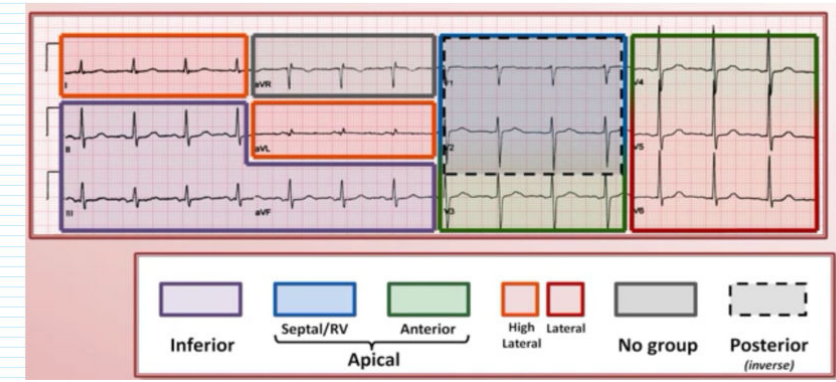 I
aVR
V1
V4
II
aVL
V2
V5
III
aVF
V3
V6
Inferior
Septal/RV
Anterior
Apical
High
Lateral
Lateral
No group
Posterior
(inverse)